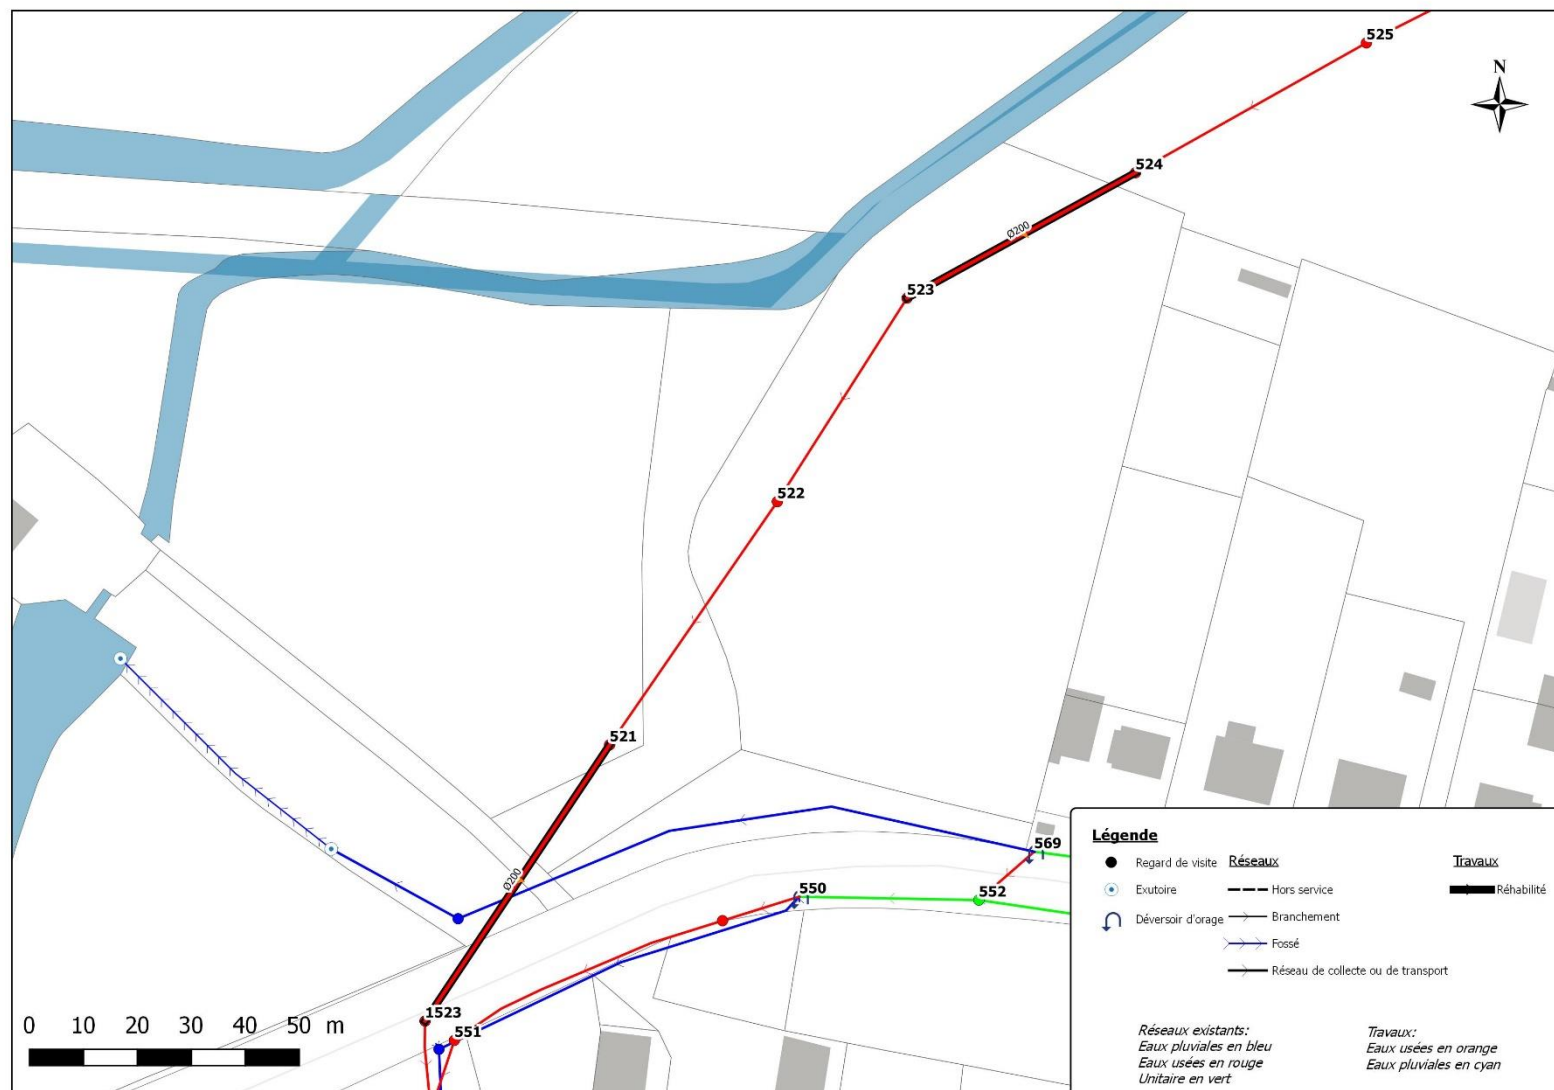 525
N
524
Ø200
523
522
521
Ø200
569
550
552
1523
551
0 10 20 30 40 50 m
Légende
Regard de visite
Exutoire
Déversoir d'orage
Réseaux
Hors service
Branchement
Fossé
Réseau de collecte ou de transport
Travaux
Réhabilité
Réseaux existants:
Eaux pluviales en bleu
Eaux usées en rouge
Unitaire en vert
Travaux:
Eaux usées en orange
Eaux pluviales en cyan